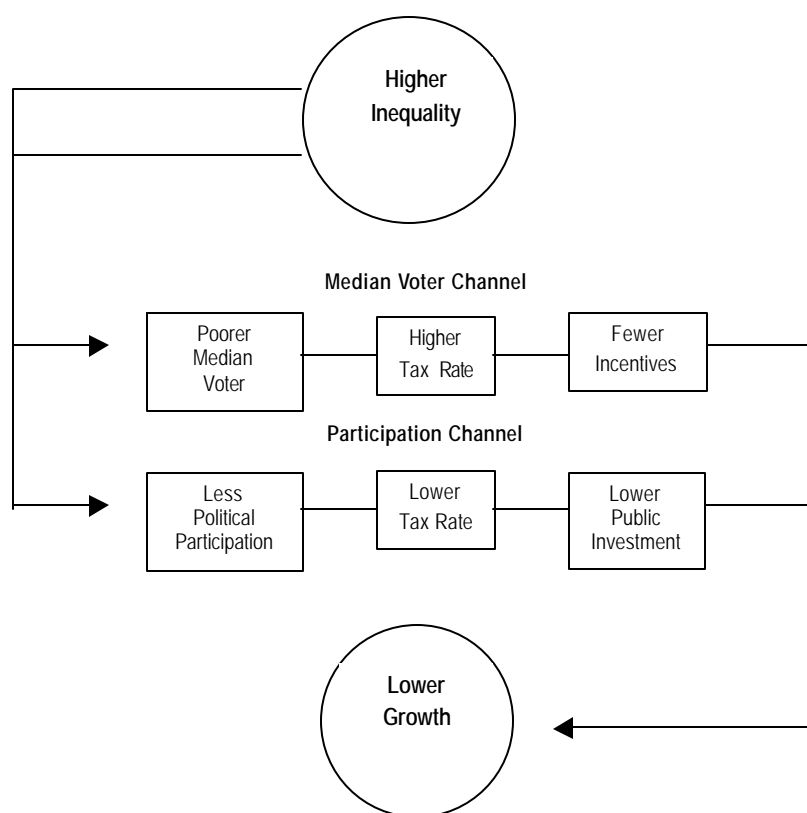 Higher
Inequality
Median Voter Channel
Poorer
Median
Voter
Higher
Tax Rate
Fewer
Incentives
Participation Channel
Less
Political
Participation
Lower
Tax Rate
Lower
Public
Investment
Lower
Growth